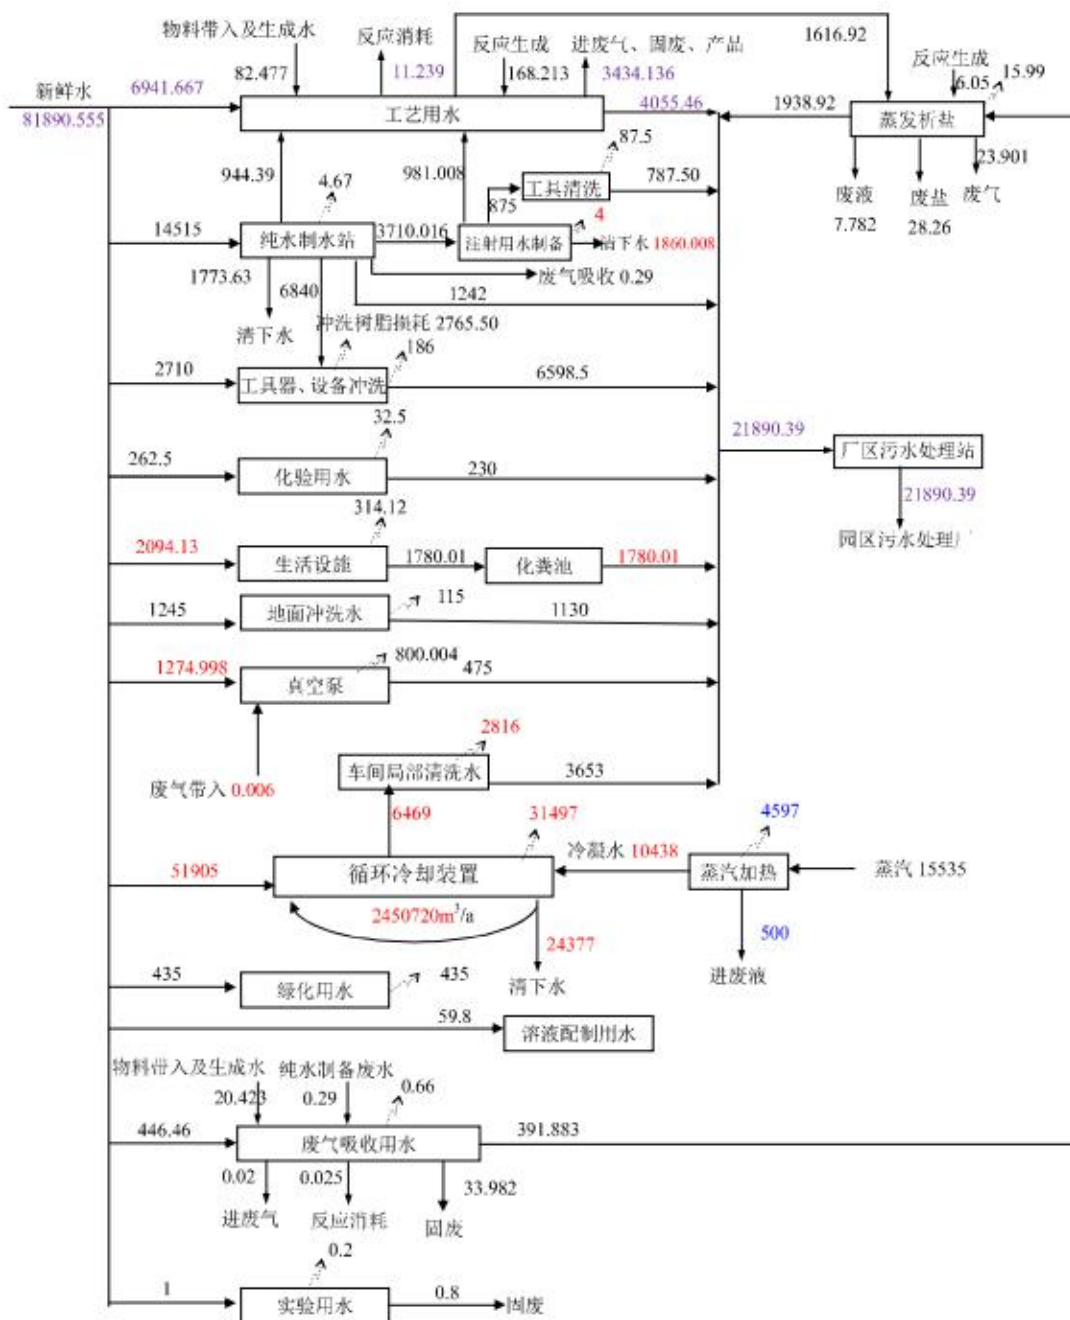 物料带入及生成水
反应消耗
反应生成
进废气、固废、产品
1616.92
反应生成
82.477
11.239
168.213
3434.136
6.05
15.99
新鲜水
6941.667
81890.555
工艺用水
4055.46
1938.92
蒸发析盐
944.39
4.67
981.008
87.5
23.901
工具清洗
787.50
废液
废盐
废气
875
4
7.782
28.26
14515
纯水制水站
3710.016
注射用水制备
清下水 1860.008
1773.63
6840
废气吸收 0.29
1242
清下水
冲洗树脂损耗 2765.50
186
2710
工具器、设备冲洗
6598.5
32.5
21890.39
262.5
化验用水
230
厂区污水处理站
314.12
21890.39
2094.13
生活设施
1780.01
化粪池
1780.01
园区污水处理厂
1245
地面冲洗水
115
1130
1274.998
真空泵
800.004
475
2816
车间局部清洗水
3653
废气带入 0.006
6469
31497
4597
冷凝水 10438
51905
循环冷却装置
蒸汽加热
蒸汽 15535
2450720m³/a
24377
500
清下水
进废液
435
绿化用水
435
59.8
溶液配制用水
物料带入及生成水
纯水制备废水
20.423
0.29
0.66
446.46
废气吸收用水
391.883
0.02
0.025
33.982
进废气
反应消耗
固废
0.2
1
实验用水
0.8
固废